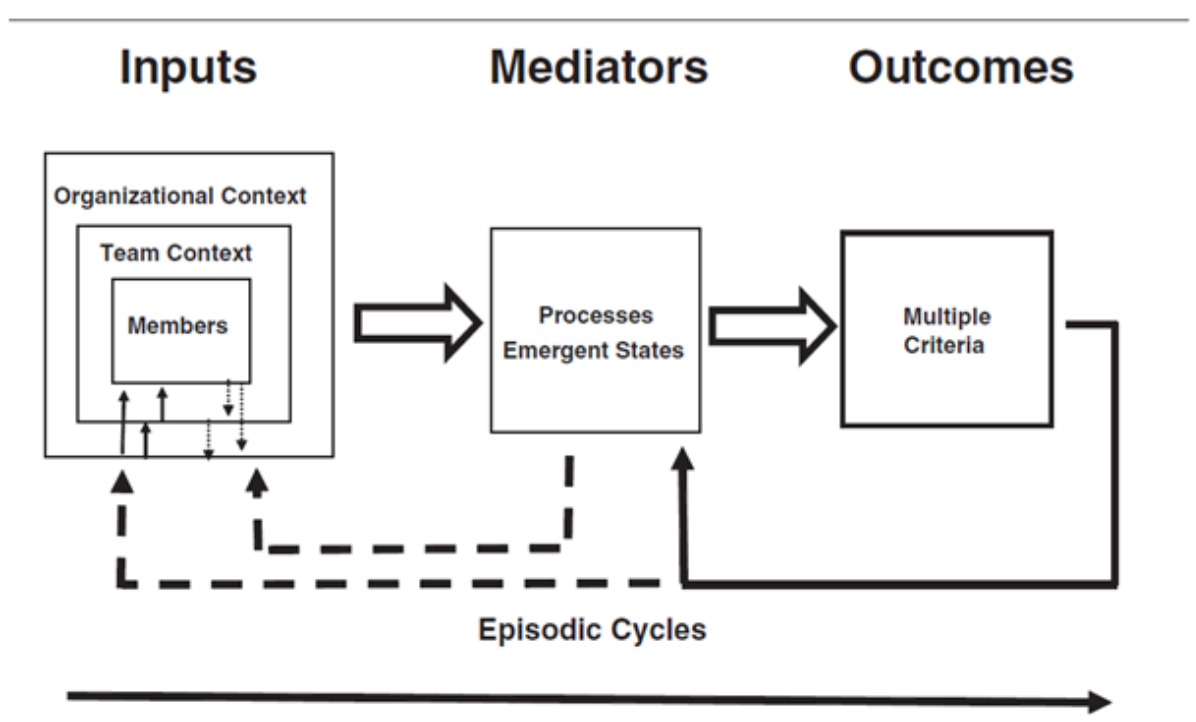 Inputs
Mediators
Outcomes
Organizational Context
Team Context
Members
Processes
Emergent States
Multiple
Criteria
Episodic Cycles